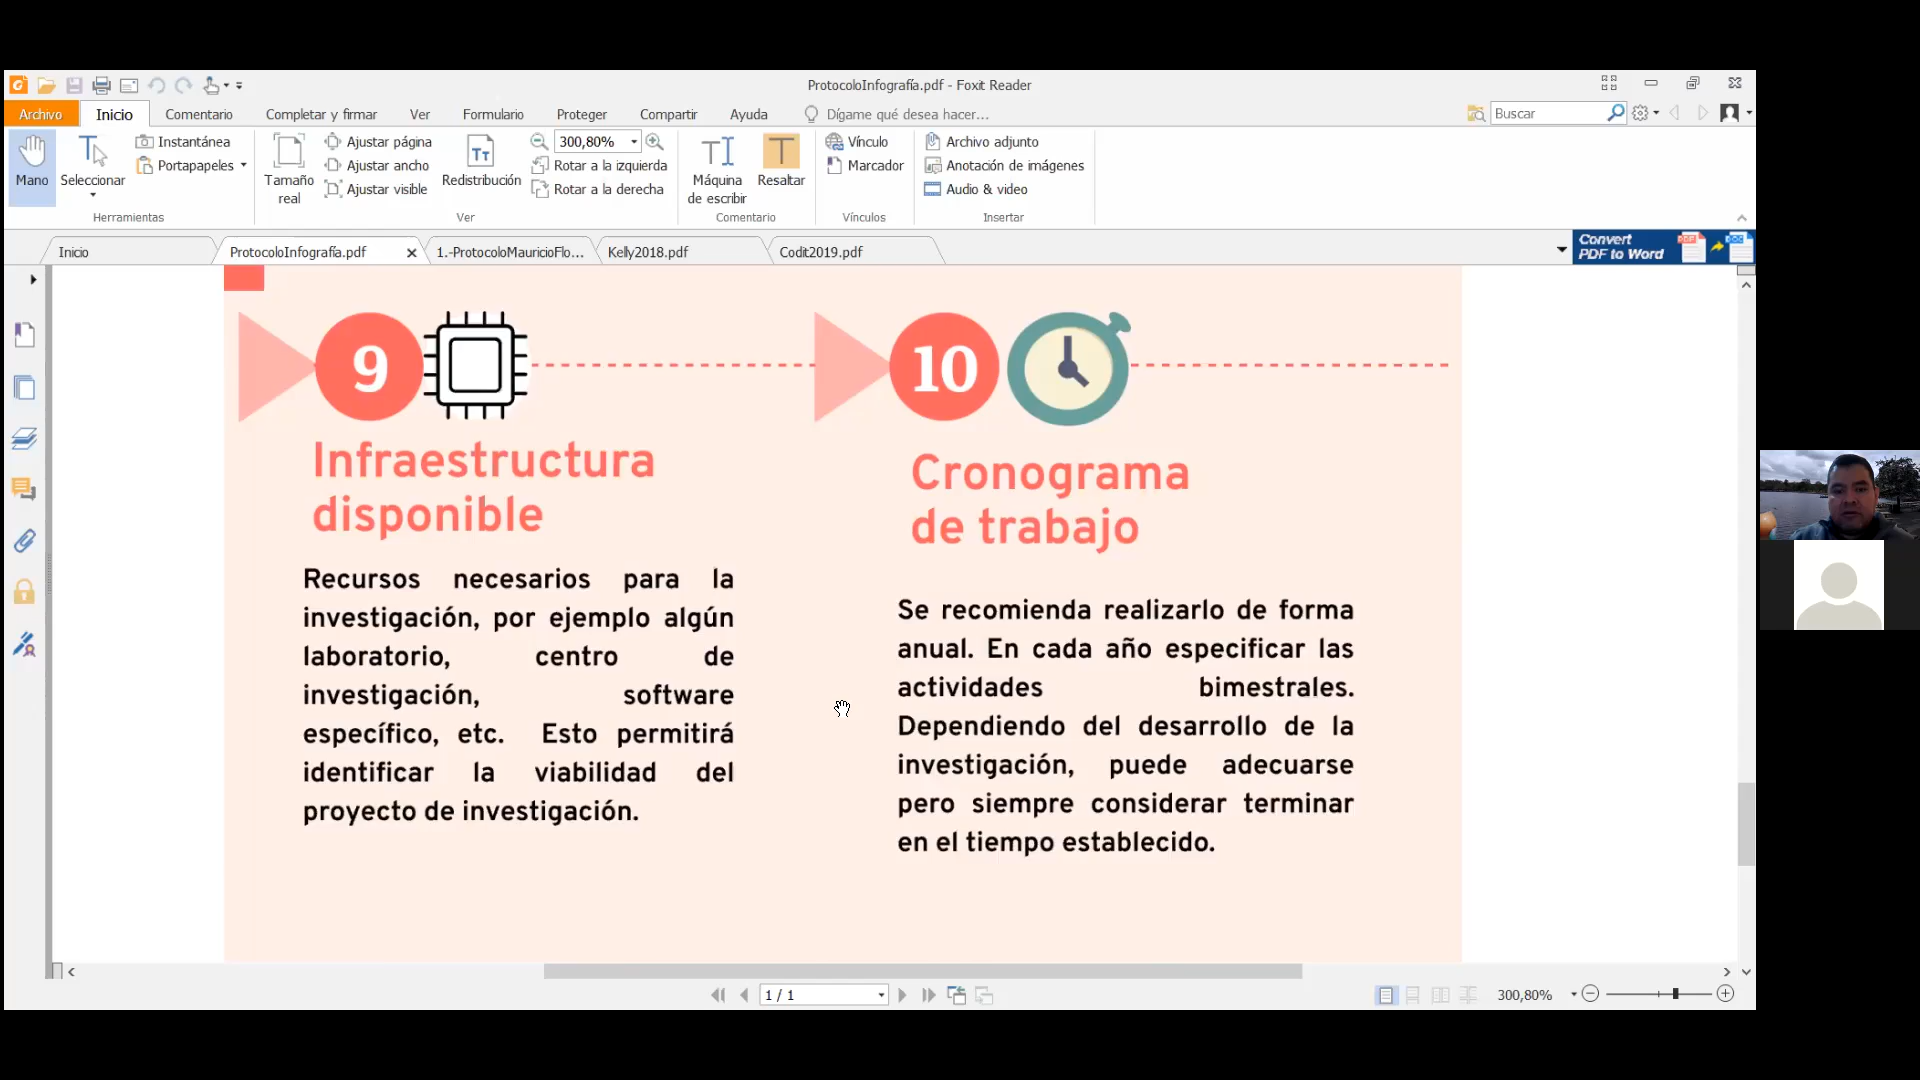 ProtocoloInfografía.pdf - Foxit Reader
Archivo
Inicio
Comentario
Completar y firmar
Ver
Formulario
Proteger
Compartir
Ayuda
Dígame qué desea hacer...
Buscar
Mano
Seleccionar
Instantánea
Portapapeles
Herramientas
Tamaño
real
Ajustar página
Ajustar ancho
Ajustar visible
Redistribución
300,80%
Rotar a la izquierda
Rotar a la derecha
Ver
Máquina
de escribir
Resaltar
Comentario
Vínculo
Marcador
Vínculos
Archivo adjunto
Anotación de imágenes
Audio & video
Insertar
Inicio
ProtocoloInfografía.pdf
1.-ProtocoloMauricioFlo...
Kelly2018.pdf
Codit2019.pdf
Convert
PDF to Word
9
Infraestructura
disponible
Recursos necesarios para la
investigación, por ejemplo algún
laboratorio, centro de
investigación, software
específico, etc. Esto permitirá
identificar la viabilidad del
proyecto de investigación.
10
Cronograma
de trabajo
Se recomienda realizarlo de forma
anual. En cada año especificar las
actividades bimestrales.
Dependiendo del desarrollo de la
investigación, puede adecuarse
pero siempre considerar terminar
en el tiempo establecido.
1 / 1
300,80%